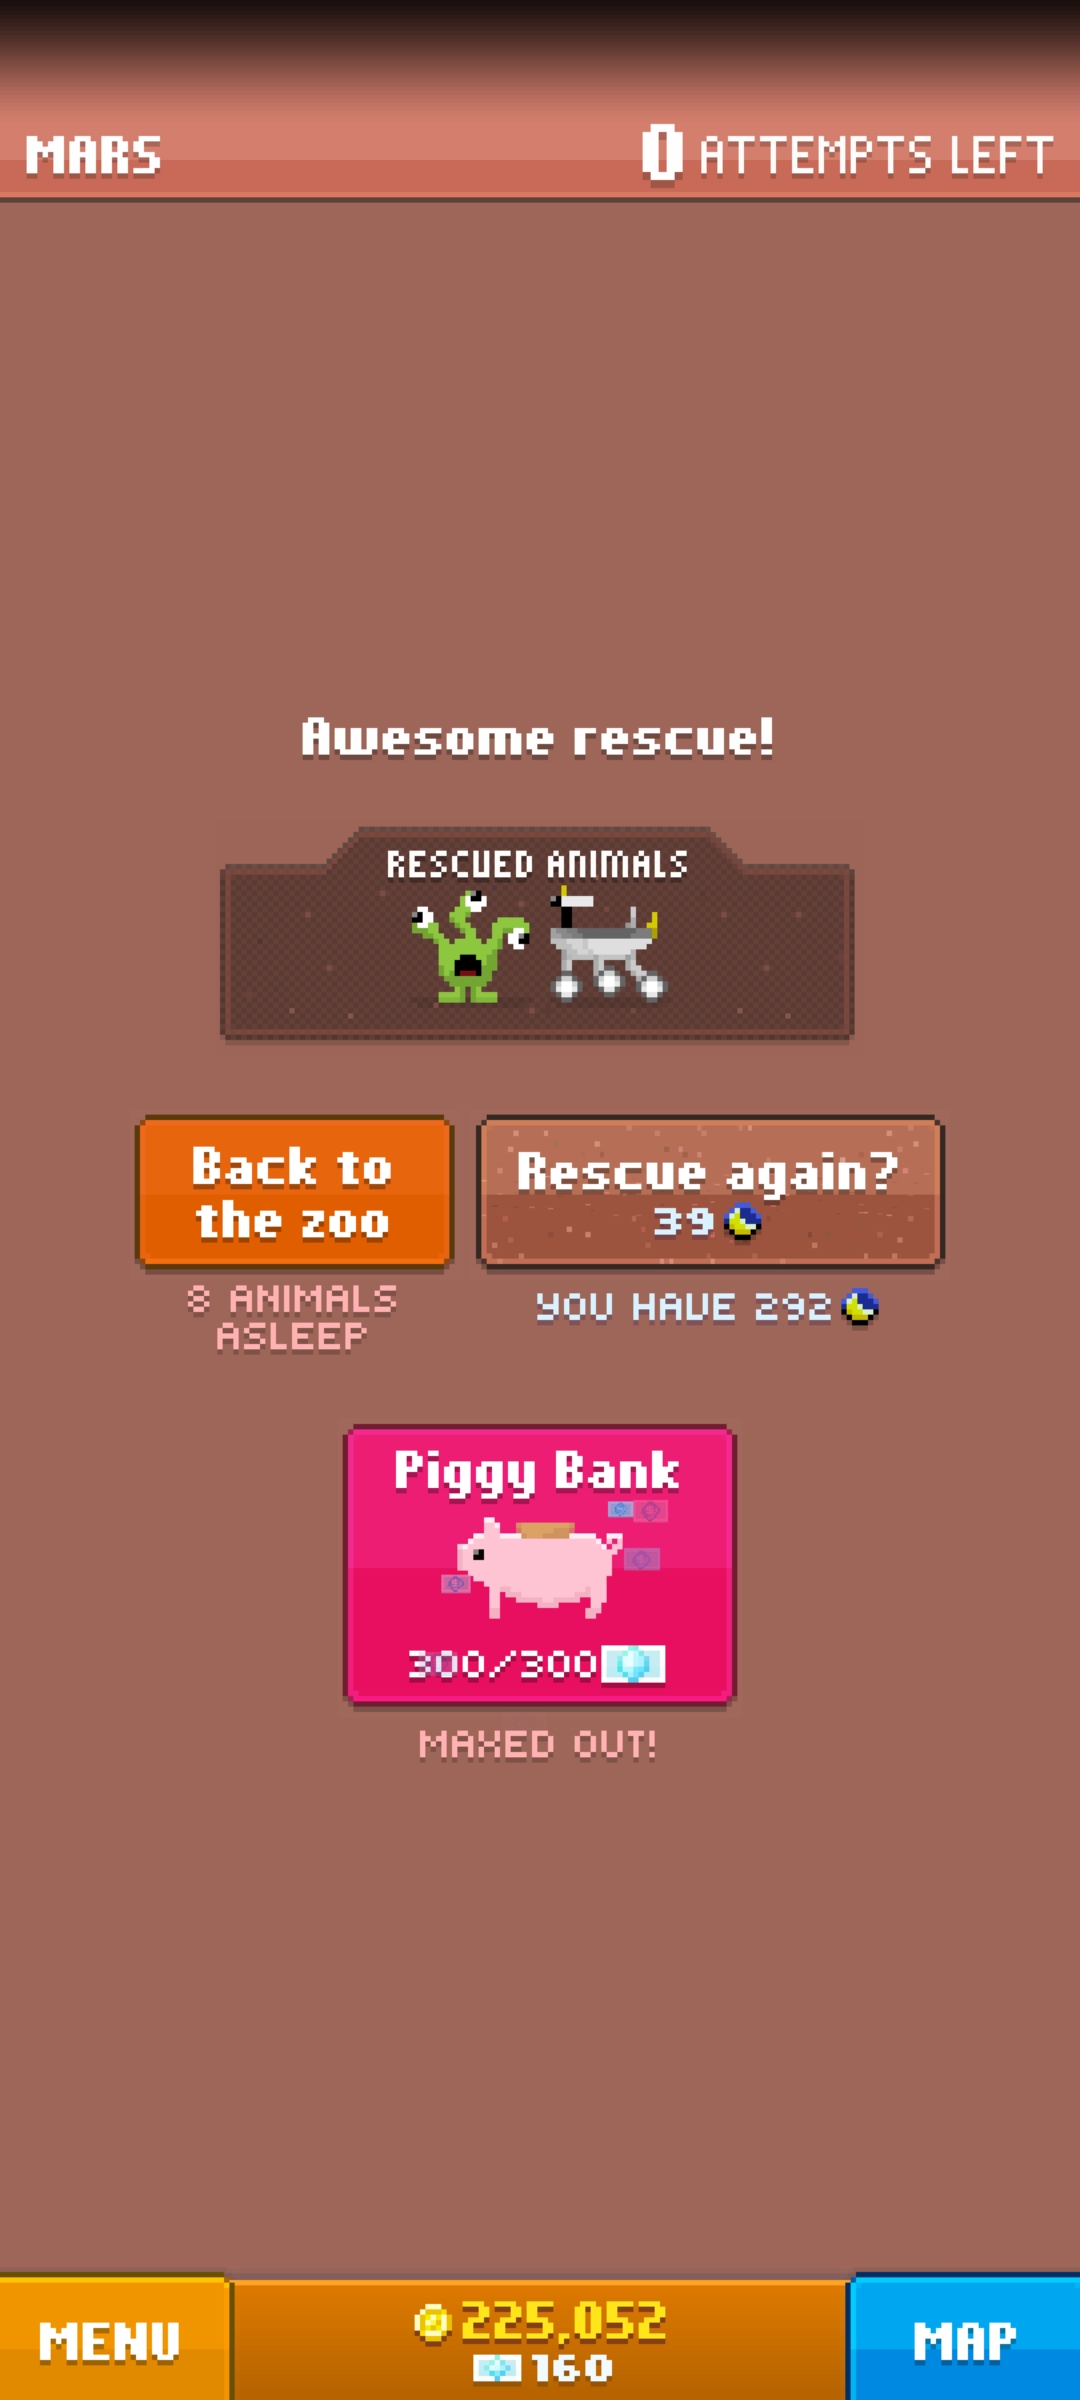 MARS
0 ATTEMPTS LEFT
Awesome rescue!
RESCUED ANIMALS
Back to
the zoo
Rescue again?
39
8 ANIMALS
ASLEEP
YOU HAVE 292
Piggy Bank
300/300
MAXED OUT!
MENU
225,052
160
MAP